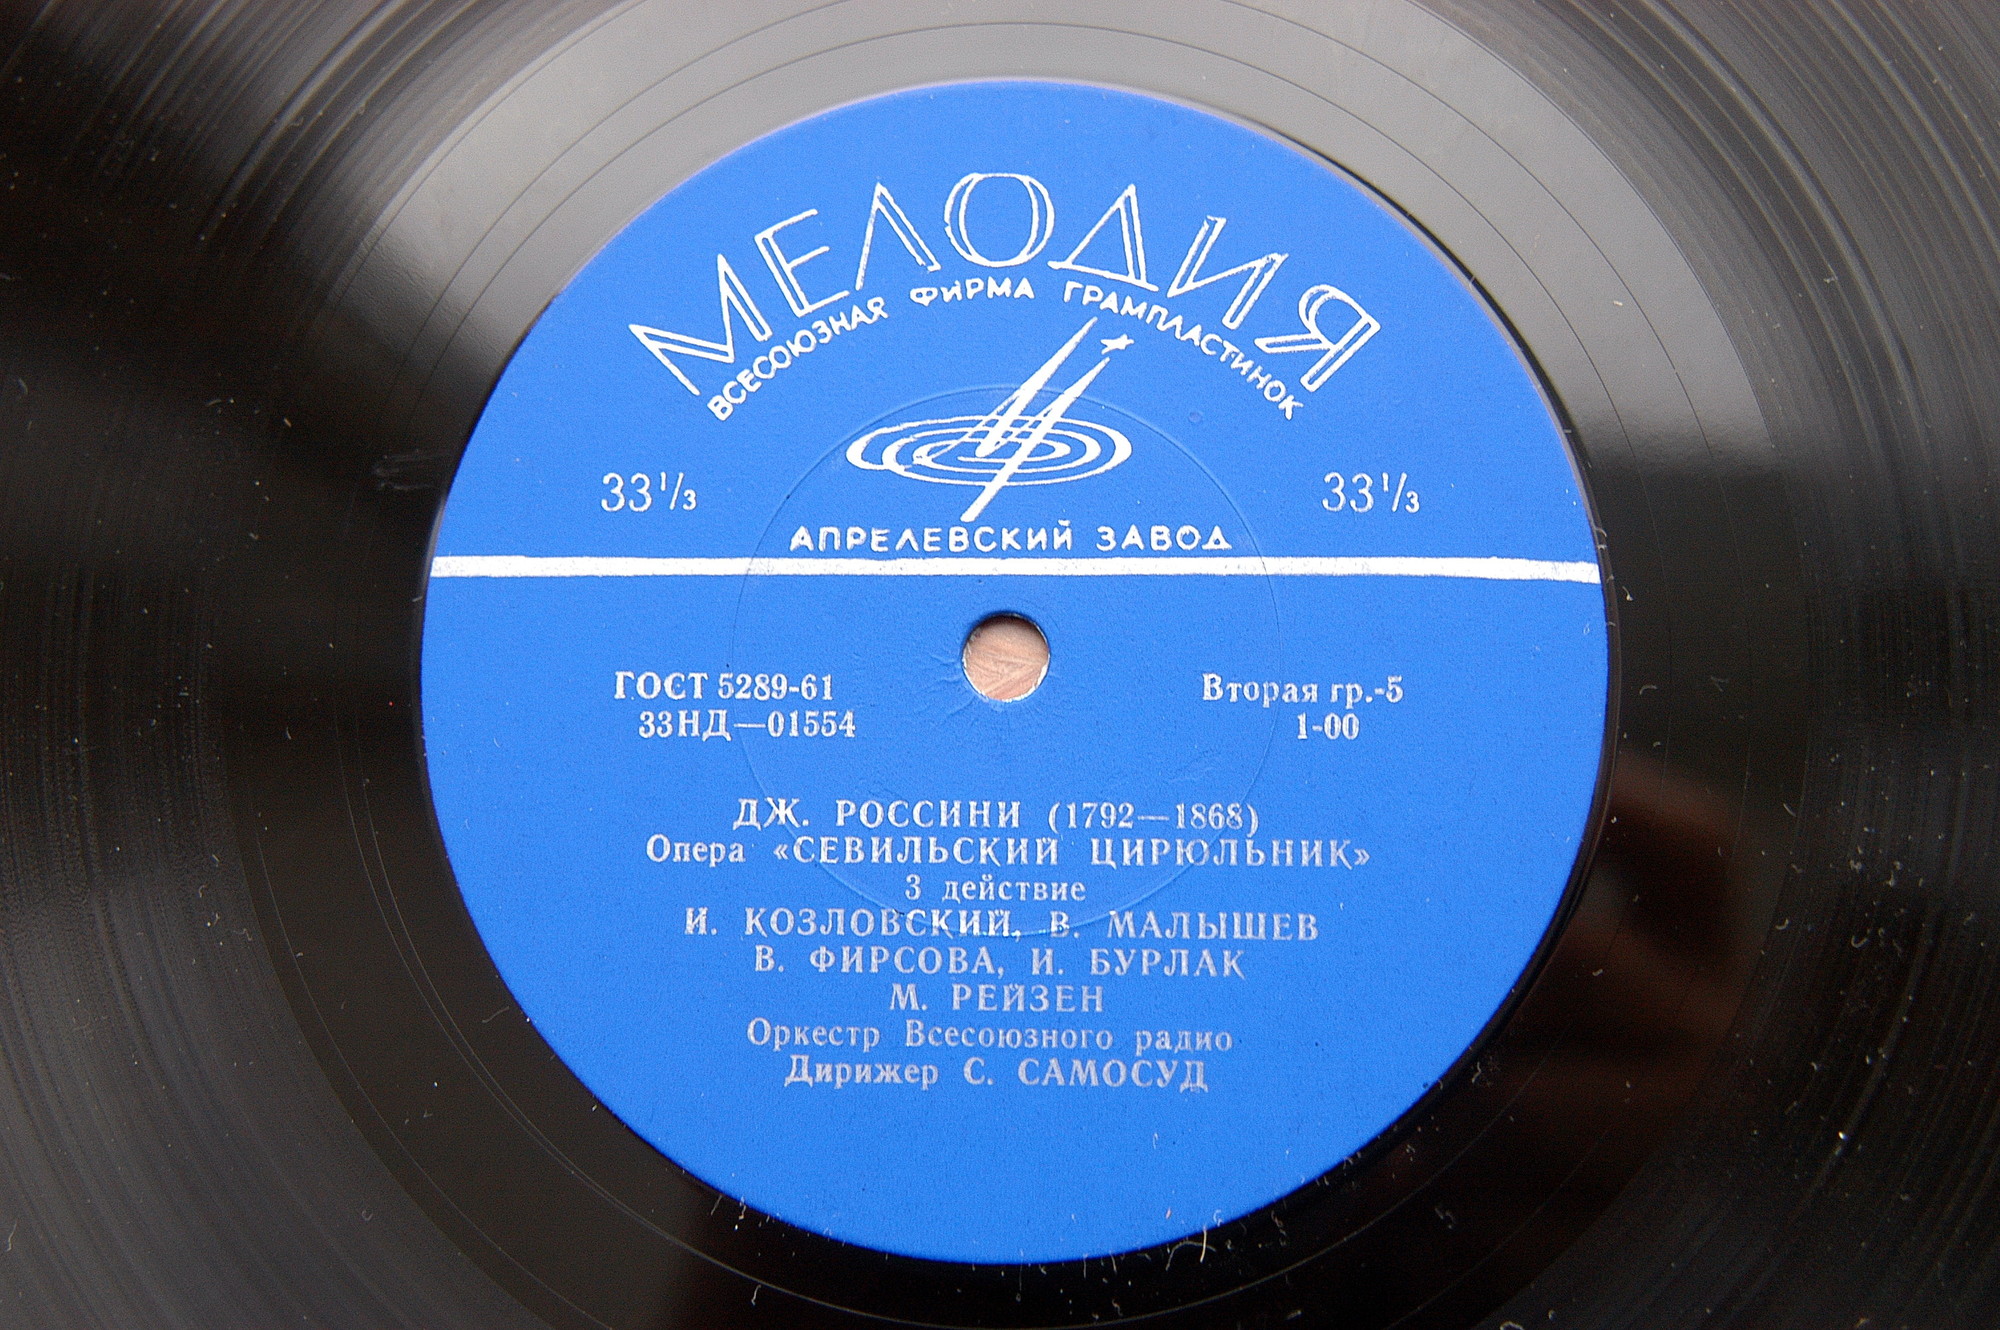 МЕЛОДИЯ
ВСЕСОЮЗНАЯ ФИРМА ГРАМПЛАСТИНОК
33⅓ 33⅓
АПРЕЛЕВСКИЙ ЗАВОД
ГОСТ 5289-61 Вторая гр.-5
33НД—01554 1-00
ДЖ. РОССИНИ (1792—1868)
Опера «СЕВИЛЬСКИЙ ЦИРЮЛЬНИК»
3 действие
И. КОЗЛОВСКИЙ, В. МАЛЫШЕВ
В. ФИРСОВА, И. БУРЛАК
М. РЕЙЗЕН
Оркестр Всесоюзного радио
Дирижер С. САМОСУД